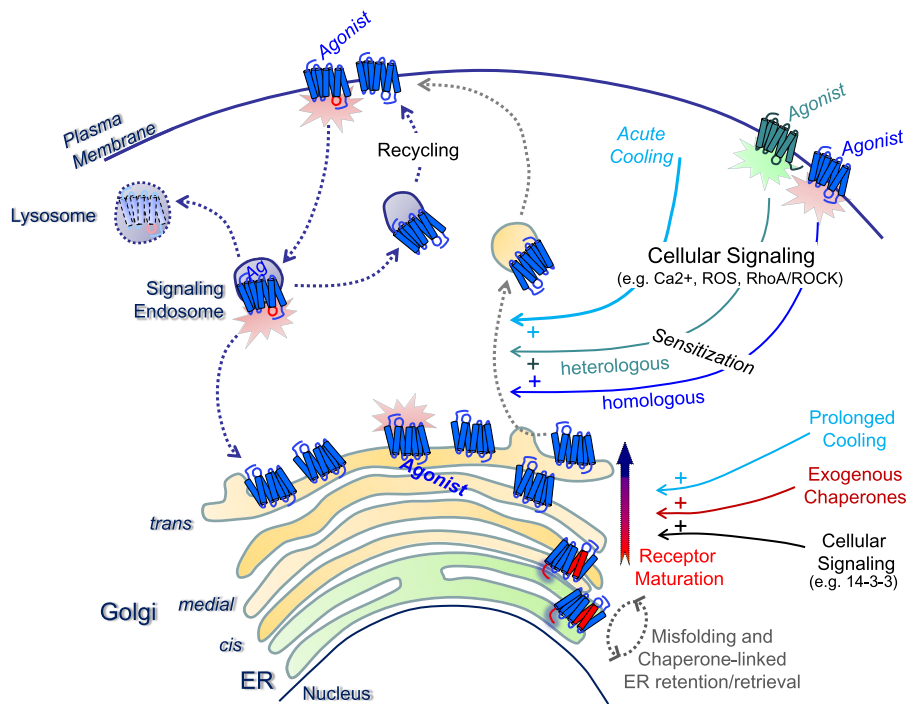 Agonist
Plasma
Membrane
Recycling
Acute
Cooling
Agonist
Agonist
Lysosome
Ag
Signaling
Endosome
Cellular Signaling
(e.g. Ca2+, ROS, RhoA/ROCK)
+
Sensitization
+
heterologous
+
homologous
Agonist
Prolonged
Cooling
+
Exogenous
Chaperones
+
+
Cellular
Signaling
(e.g. 14-3-3)
trans
Receptor
Maturation
Golgi
medial
cis
Misfolding and
Chaperone-linked
ER retention/retrieval
ER
Nucleus